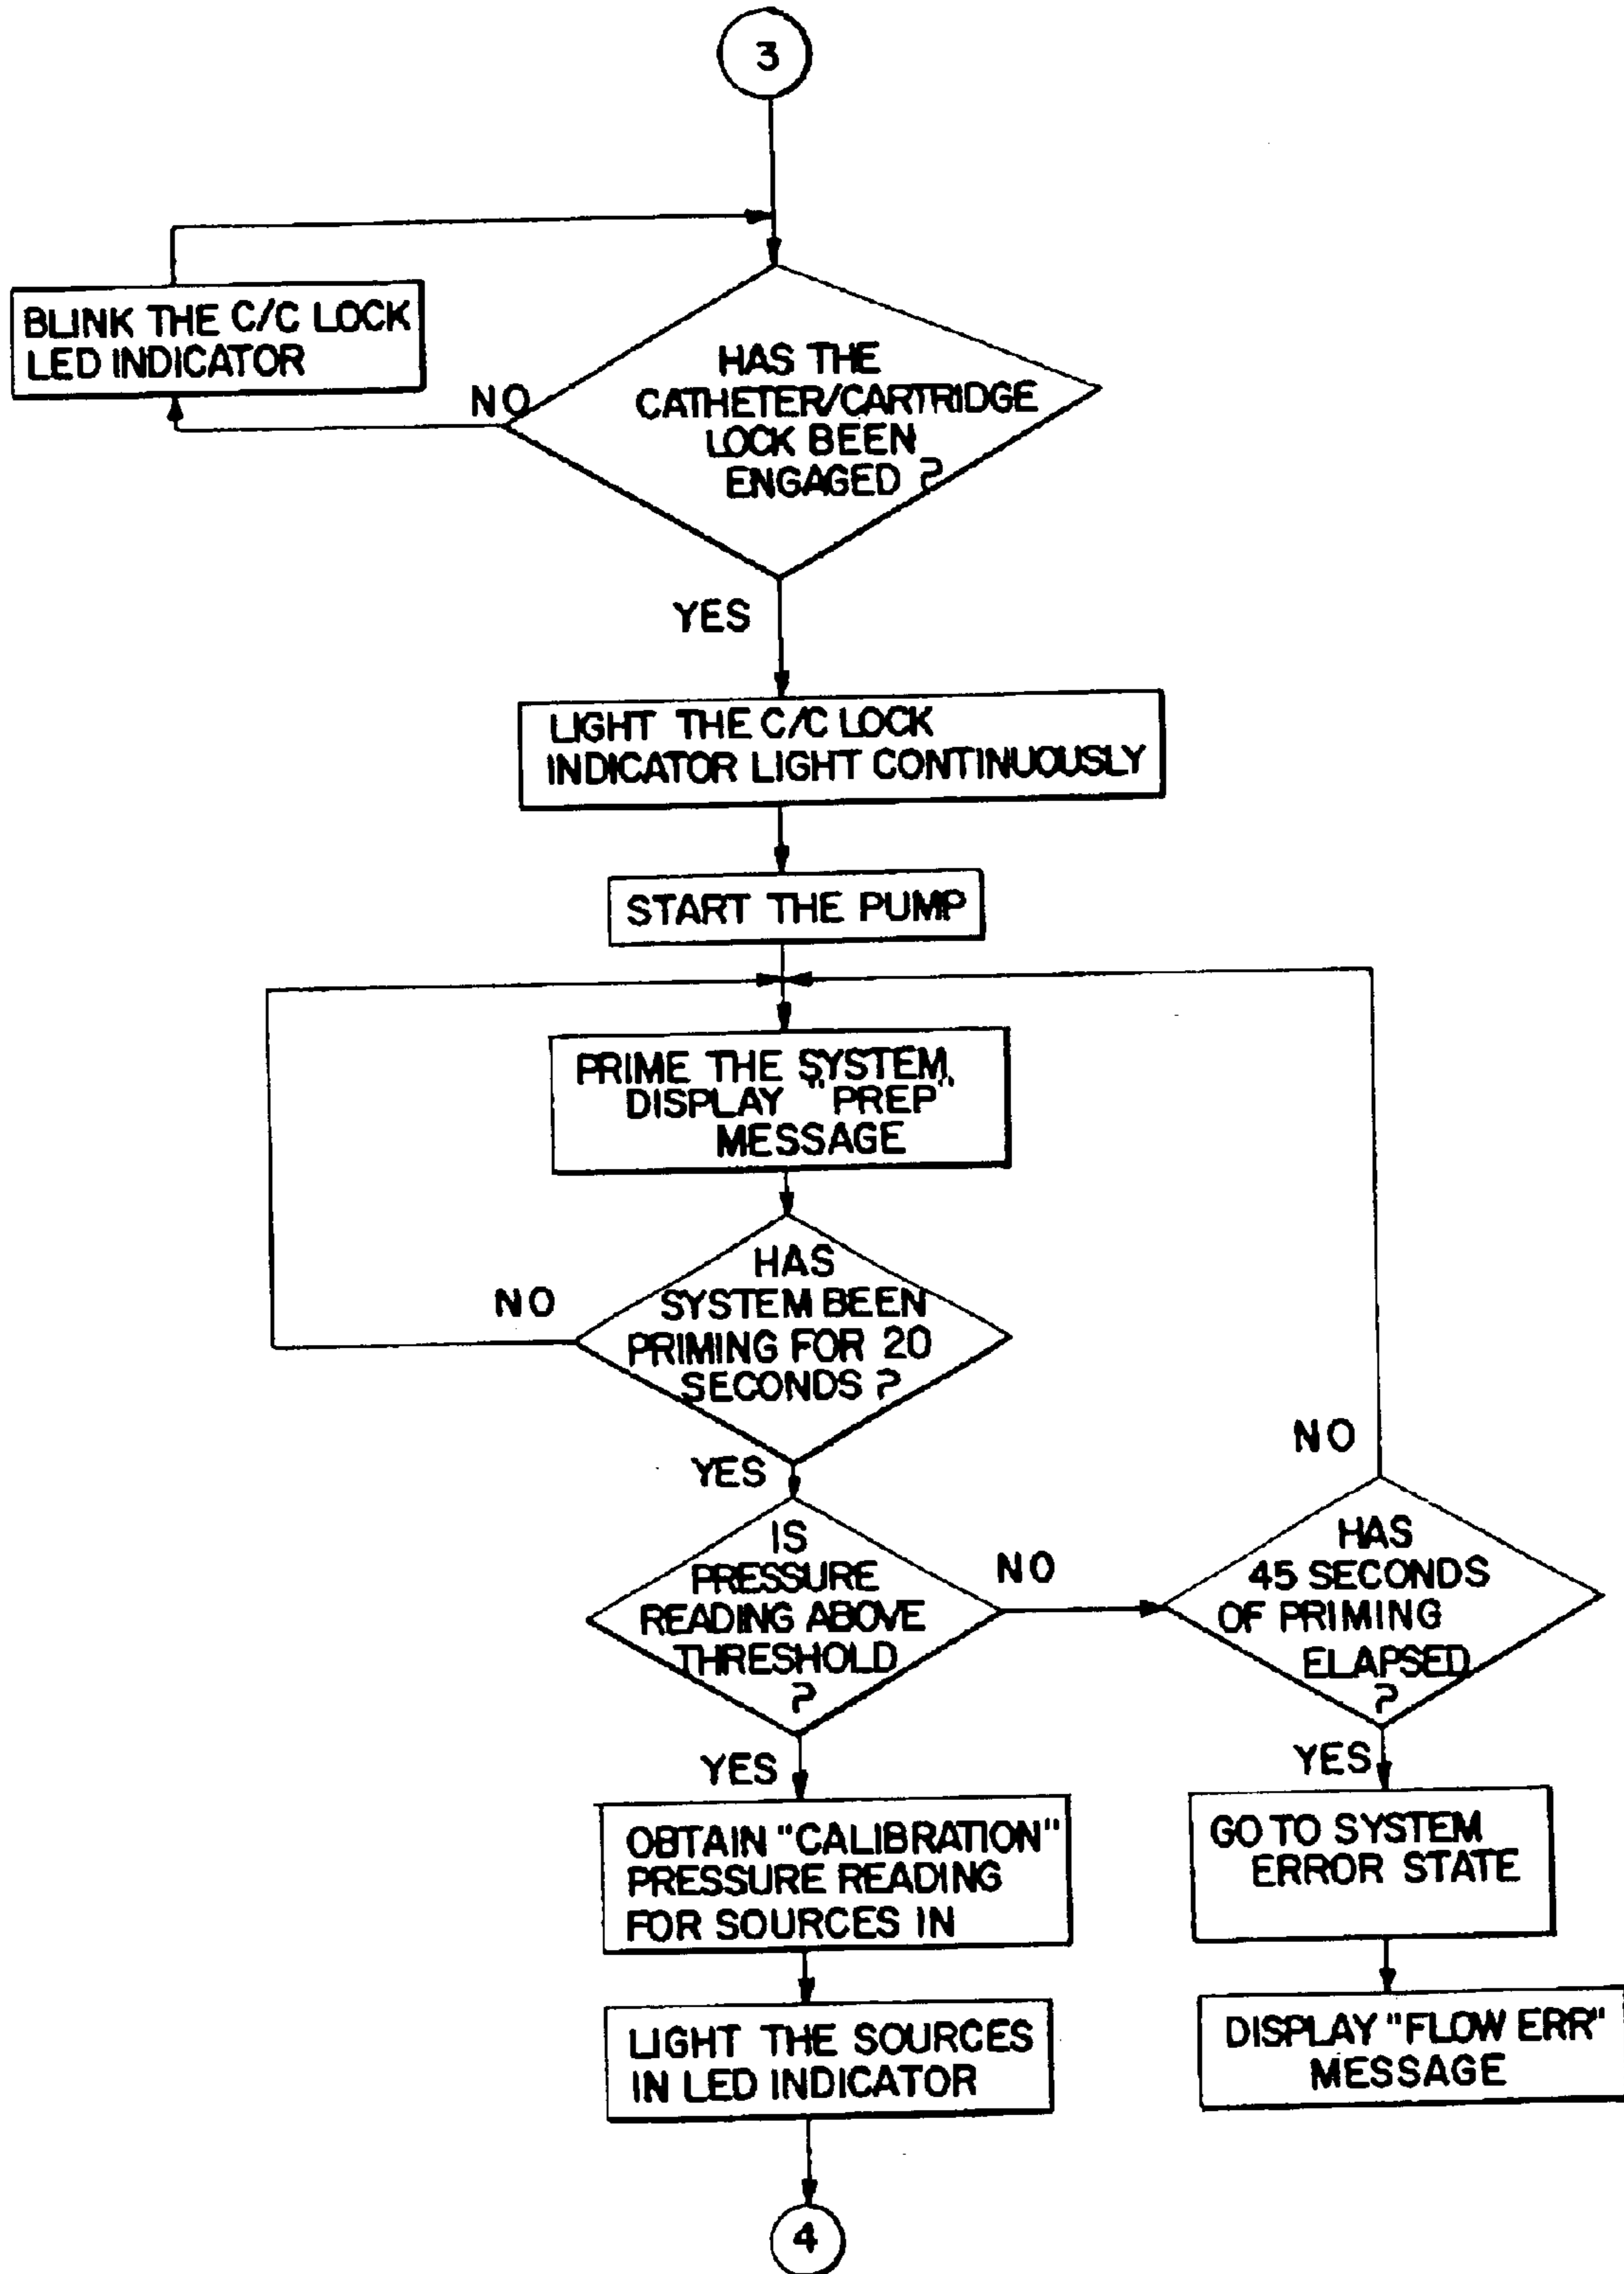 3
BLINK THE C/C LOCK
LED INDICATOR
NO
HAS THE
CATHETER/CARTRIDGE
LOCK BEEN
ENGAGED ?
YES
LIGHT THE C/C LOCK
INDICATOR LIGHT CONTINUOUSLY
START THE PUMP
PRIME THE SYSTEM,
DISPLAY "PREP"
MESSAGE
HAS
SYSTEM BEEN
PRIMING FOR 20
SECONDS ?
NO
YES
IS
PRESSURE
READING ABOVE
THRESHOLD
?
NO
HAS
45 SECONDS
OF PRIMING
ELAPSED
?
NO
YES
OBTAIN "CALIBRATION"
PRESSURE READING
FOR SOURCES IN
YES
GO TO SYSTEM
ERROR STATE
LIGHT THE SOURCES
IN LED INDICATOR
DISPLAY "FLOW ERR"
MESSAGE
4